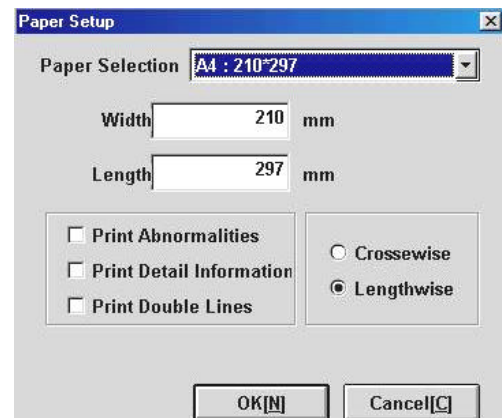 Paper Setup
Paper Selection A4 : 210*297
Width 210 mm
Length 297 mm
Print Abnormalities
Print Detail Information
Print Double Lines
Crossewise
Lengthwise
OK[N] Cancel[C]